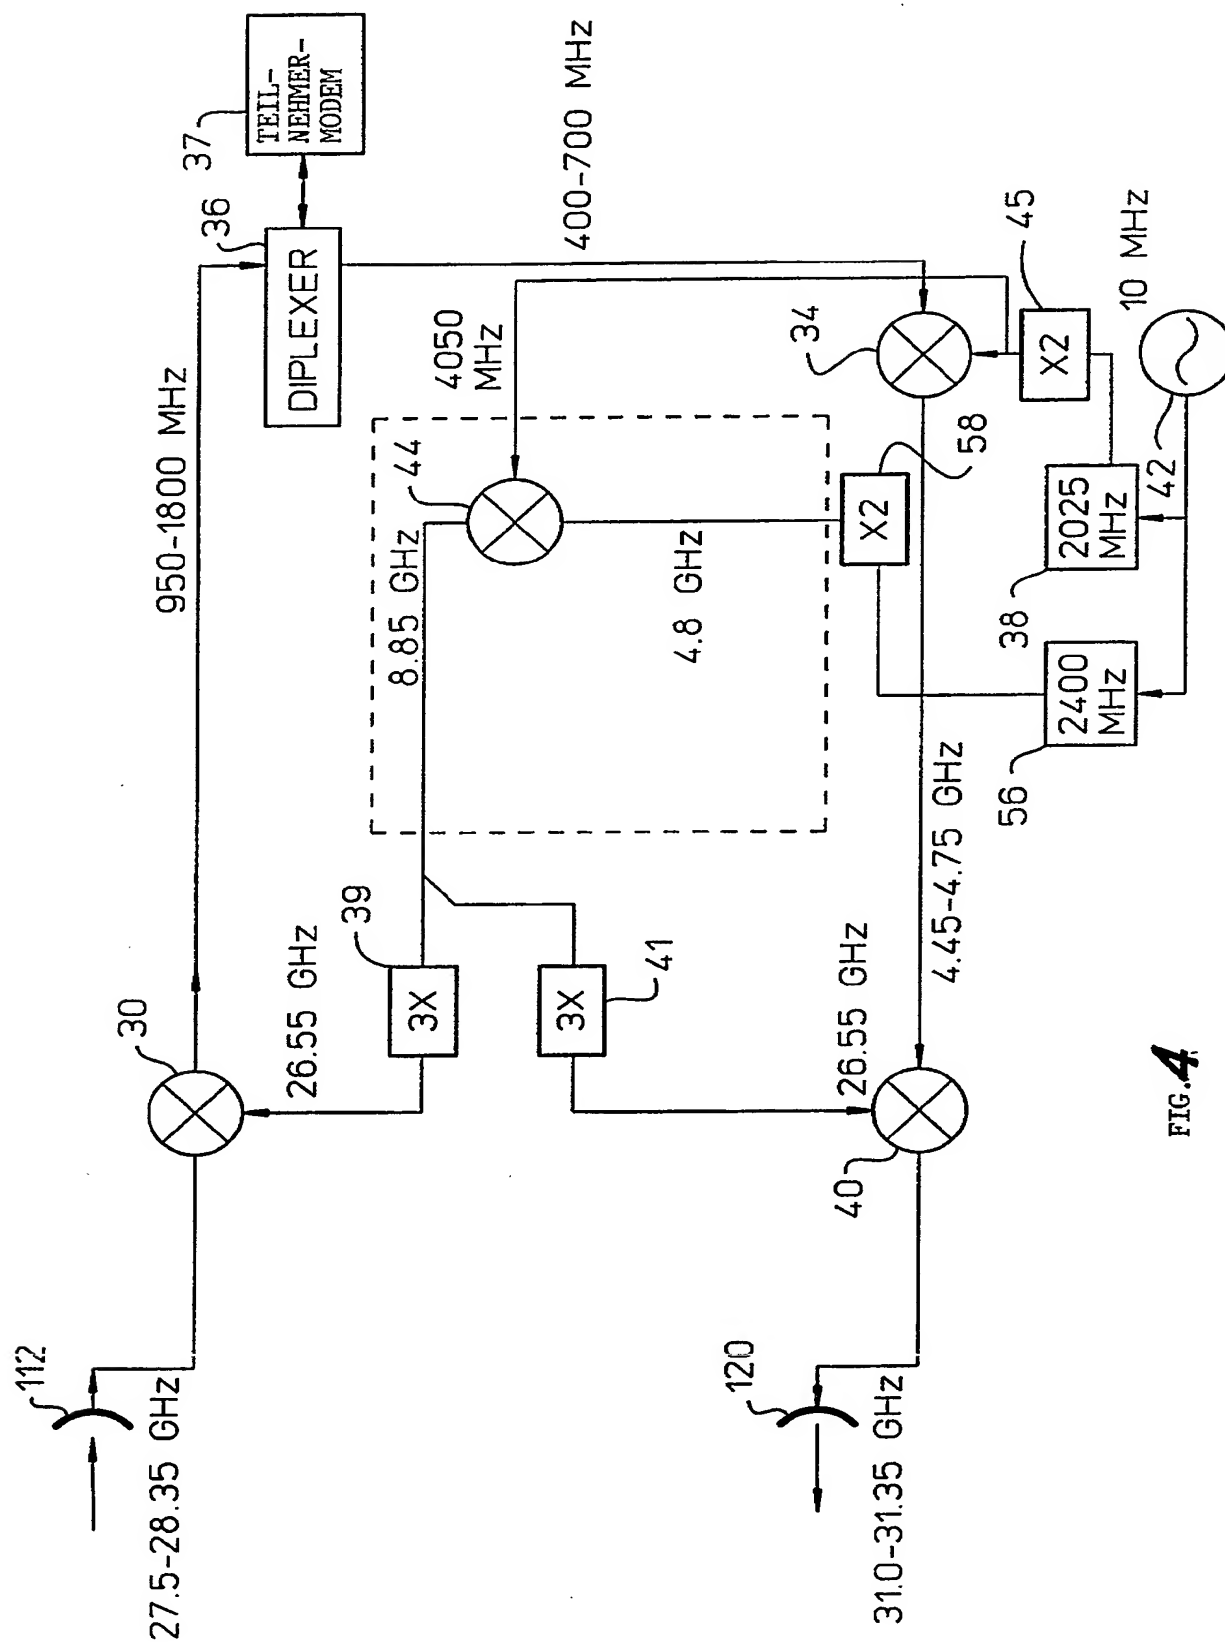 112
27.5-28.35 GHz
30
950-1800 MHz
36
DIPLEXER
37
TEIL-
NEHMER-
MODEM
26.55 GHz
39
3X
8.85 GHz
44
4050
MHz
400-700 MHz
3X
41
4.8 GHz
X2
58
34
X2
45
120
31.0-31.35 GHz
40
26.55 GHz
4.45-4.75 GHz
56
2400
MHz
38
2025
MHz
42
10 MHz
FIG. 4